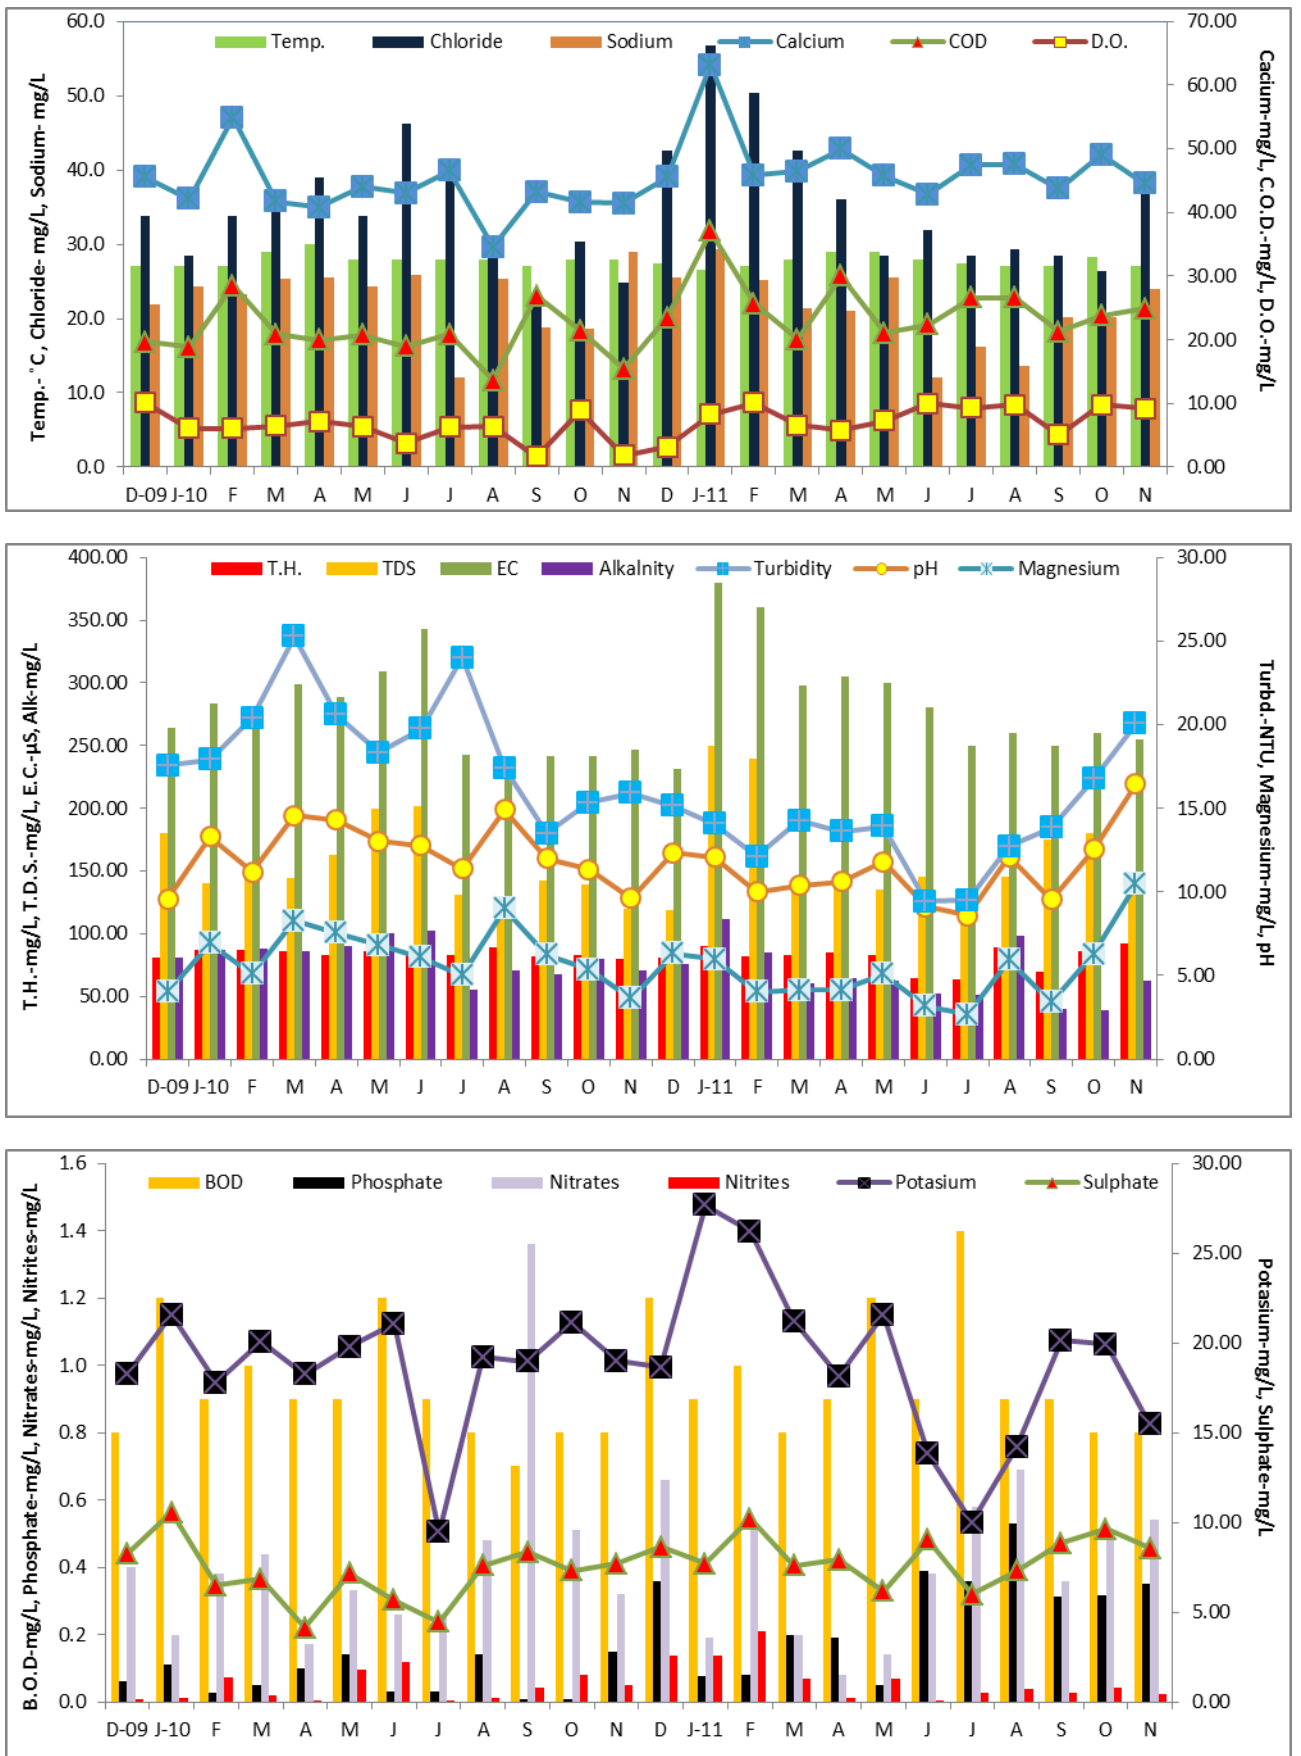 60.0 70.00
Temp. Chloride Sodium Calcium COD D.O.
50.0 60.00
40.0 50.00
30.0 40.00
20.0 30.00
10.0 20.00
0.0 10.00
0.00
Temp.- °C, Chloride- mg/L, Sodium- mg/L
Cacium-mg/L, C.O.D.-mg/L, D.O.-mg/L
D-09 J-10 F M A M J J A S O N D J-11 F M A M J J A S O N
400.00 30.00
T.H. TDS EC Alkalnity Turbidity pH Magnesium
350.00 25.00
300.00 20.00
250.00 15.00
200.00 10.00
150.00 5.00
100.00 0.00
50.00
0.00
T.H.-mg/L, T.D.S.-mg/L, E.C.-µS, Alk-mg/L
Turbd.-NTU, Magnesium-mg/L, pH
D-09 J-10 F M A M J J A S O N D J-11 F M A M J J A S O N
1.6 30.00
BOD Phosphate Nitrates Nitrites Potasium Sulphate
1.4 25.00
1.2 20.00
1.0 15.00
0.8 10.00
0.6 5.00
0.4 0.00
0.2
0.0
B.O.D-mg/L, Phosphate-mg/L, Nitrates-mg/L, Nitrites-mg/L
Potasium-mg/L, Sulphate-mg/L
D-09 J-10 F M A M J J A S O N D J-11 F M A M J J A S O N